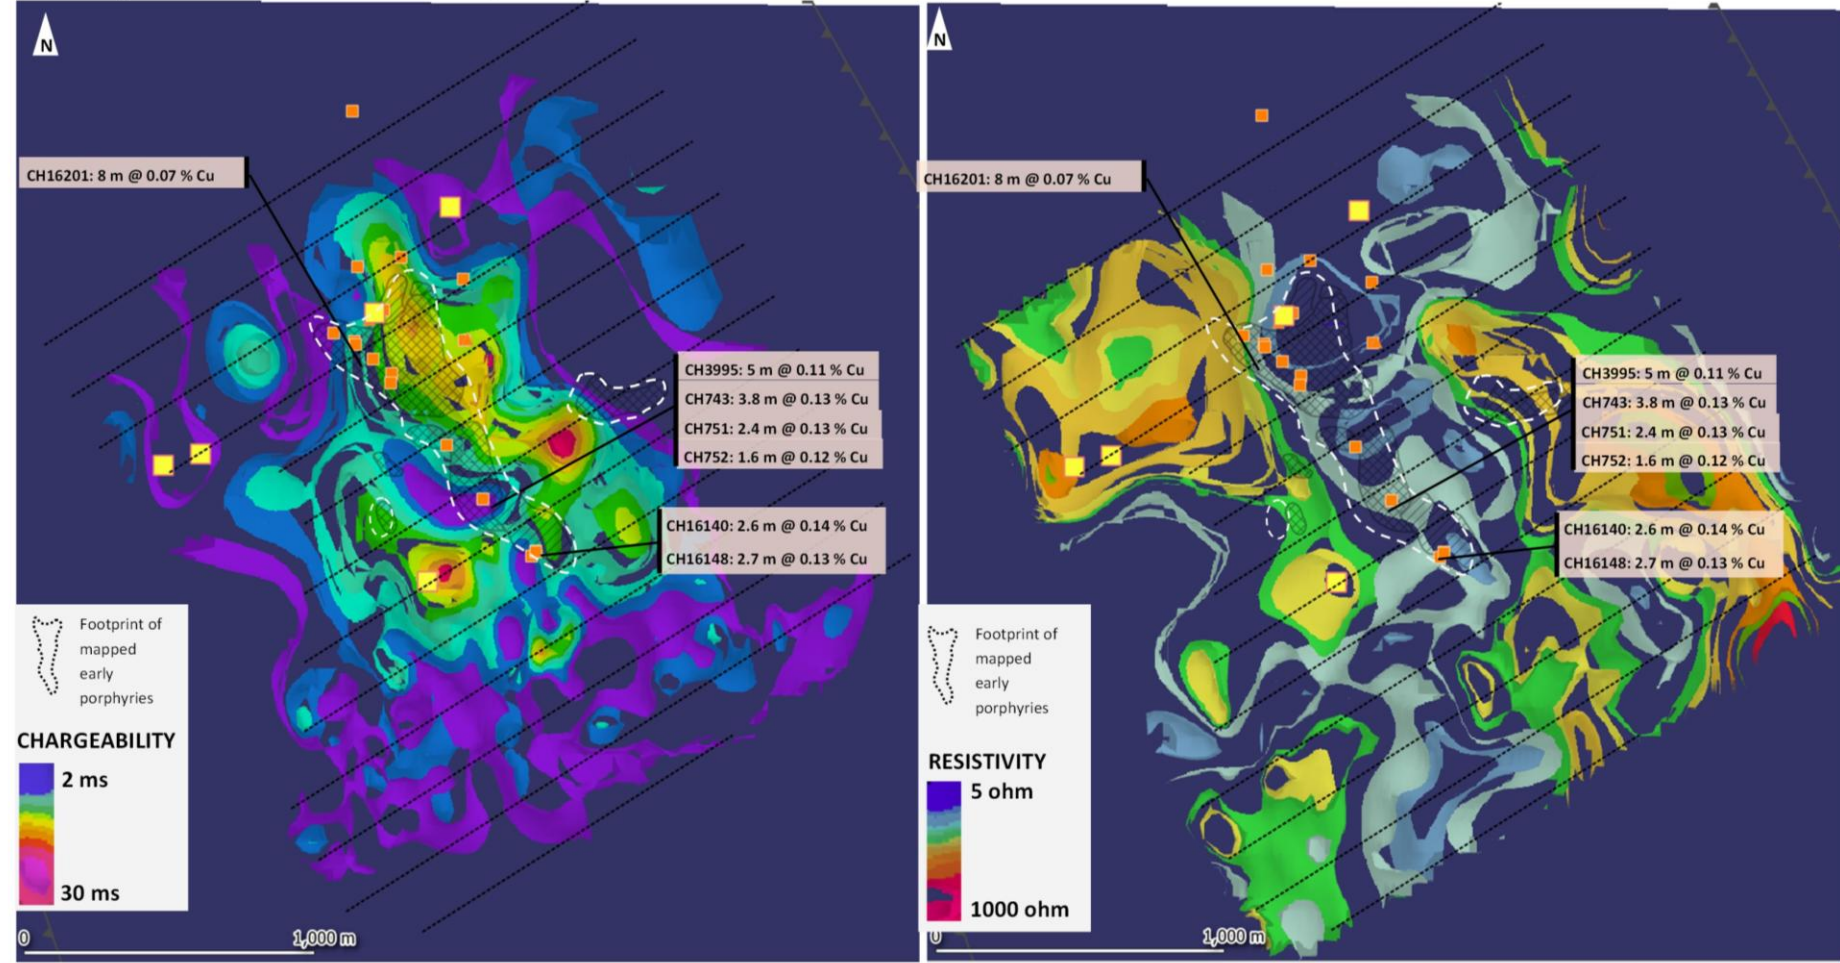 N
CH16201: 8 m @ 0.07 % Cu
CH3995: 5 m @ 0.11 % Cu
CH743: 3.8 m @ 0.13 % Cu
CH751: 2.4 m @ 0.13 % Cu
CH752: 1.6 m @ 0.12 % Cu
CH16140: 2.6 m @ 0.14 % Cu
CH16148: 2.7 m @ 0.13 % Cu
Footprint of
mapped
early
porphyries
CHARGEABILITY
2 ms
30 ms
0
1,000 m
N
CH16201: 8 m @ 0.07 % Cu
CH3995: 5 m @ 0.11 % Cu
CH743: 3.8 m @ 0.13 % Cu
CH751: 2.4 m @ 0.13 % Cu
CH752: 1.6 m @ 0.12 % Cu
CH16140: 2.6 m @ 0.14 % Cu
CH16148: 2.7 m @ 0.13 % Cu
Footprint of
mapped
early
porphyries
RESISTIVITY
5 ohm
1000 ohm
0
1,000 m